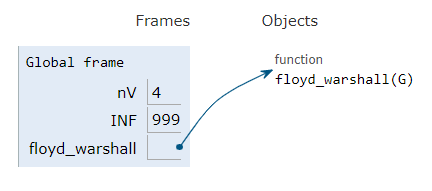 Frames Objects
Global frame
nV 4
INF 999
floyd_warshall
function
floyd_warshall(G)